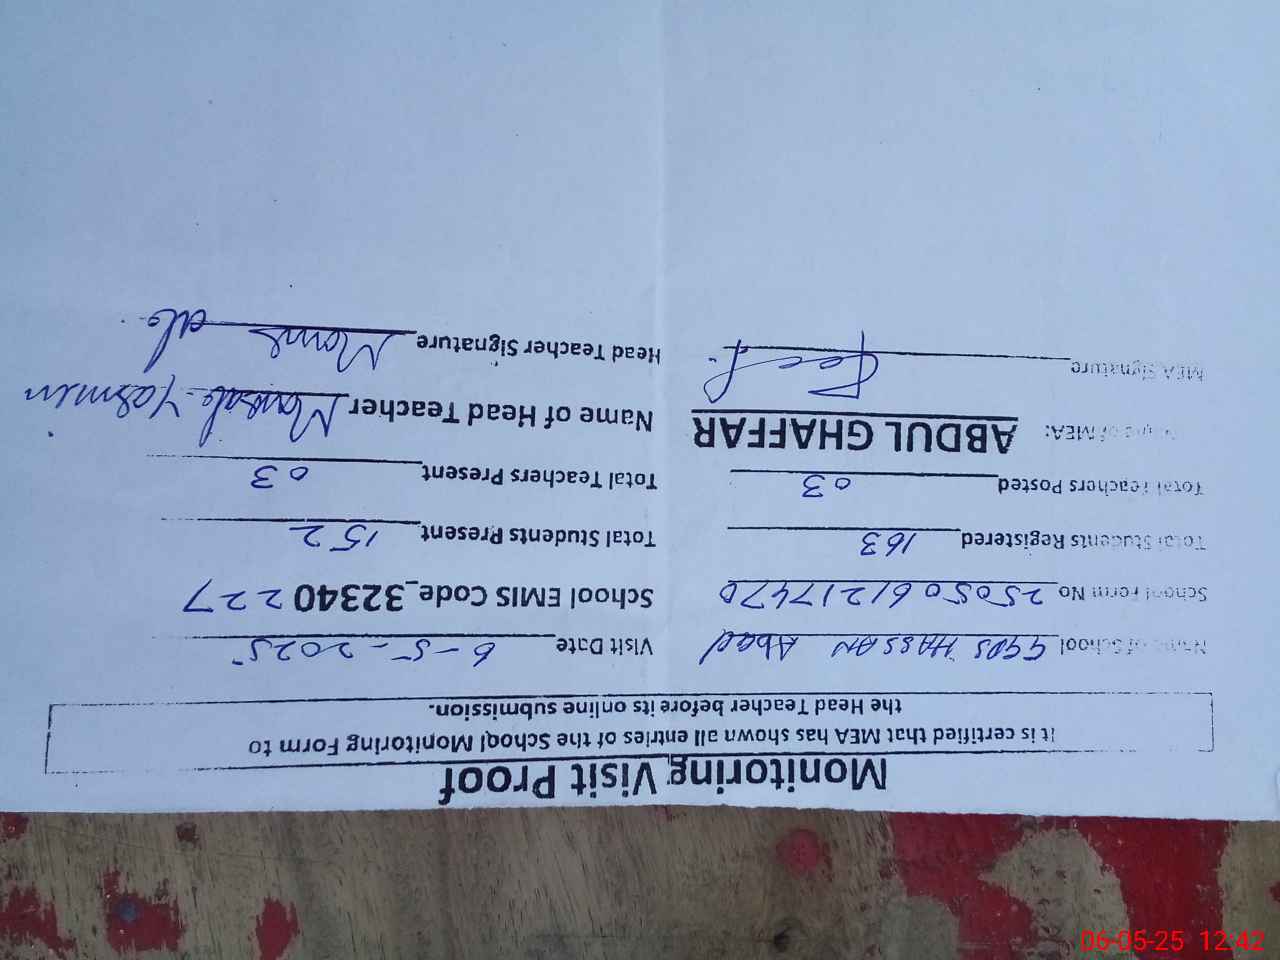 Monitoring Visit Proof
It is certified that MEA has shown all entries of the School Monitoring Form to
the Head Teacher before its online submission.
Name of School GGPS HASSAN Abad Visit Date 6-5-2025
School Form No 2505061217470 School EMIS Code_32340227
Total Students Registered 163 Total Students Present 152
Total Teachers Posted 03 Total Teachers Present 03
Name of MEA: ABDUL GHAFFAR Name of Head Teacher Yasmin
MEA Signature Head Teacher Signature
06-05-25 12:42